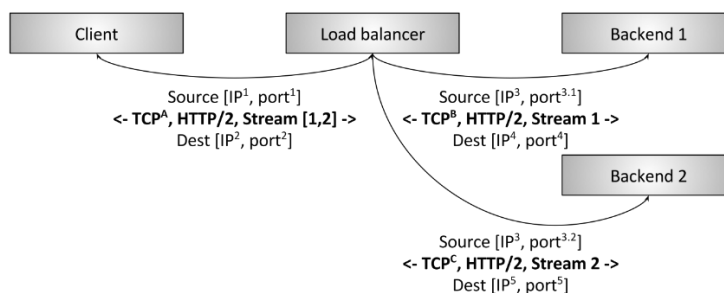 Client
Load balancer
Backend 1
Source [IP¹, port¹]
<- TCPᴬ, HTTP/2, Stream [1,2] ->
Dest [IP², port²]
Source [IP³, port³·¹]
<- TCPᴮ, HTTP/2, Stream 1 ->
Dest [IP⁴, port⁴]
Backend 2
Source [IP³, port³·²]
<- TCPᶜ, HTTP/2, Stream 2 ->
Dest [IP⁵, port⁵]